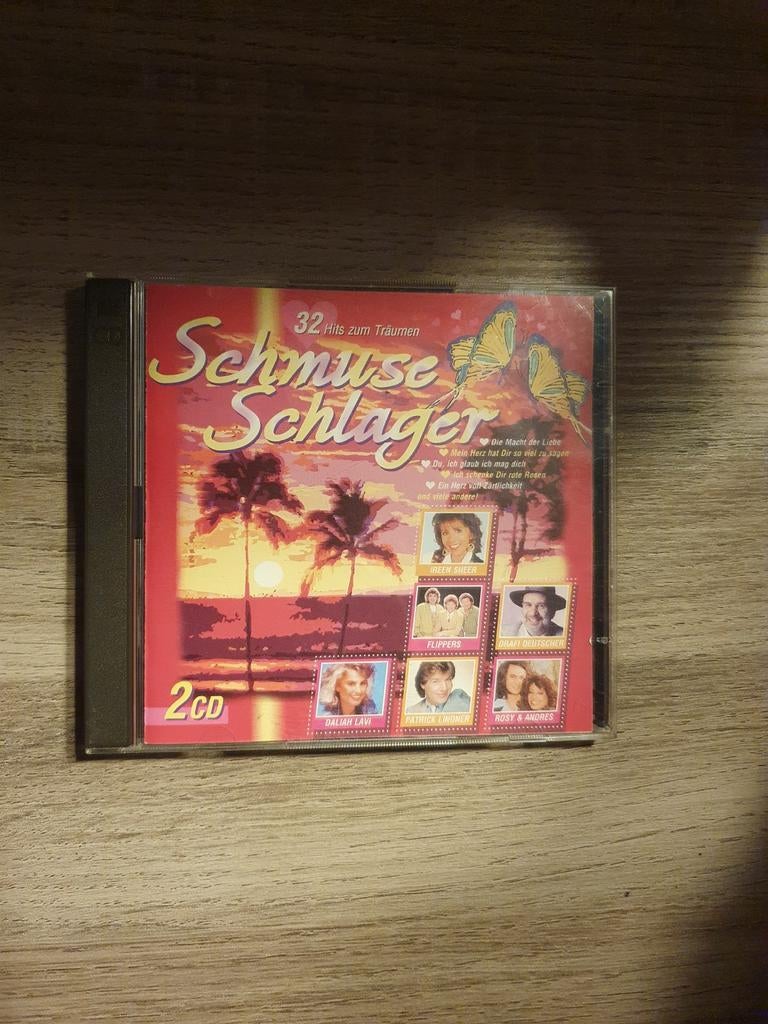 32 Hits zum Träumen
Schmuse
Schlager
Die Macht der Liebe
Mein Herz hat Dir so viel zu sagen
Du, ich glaub ich mag dich
Ich schenke Dir rote Rosen
Ein Herz voll Zärtlichkeit
und viele andere!
IREEN SHEER
FLIPPERS
DRAFI DEUTSCHER
DALIAH LAVI
PATRICK LINDNER
ROSY & ANDRES
2CD